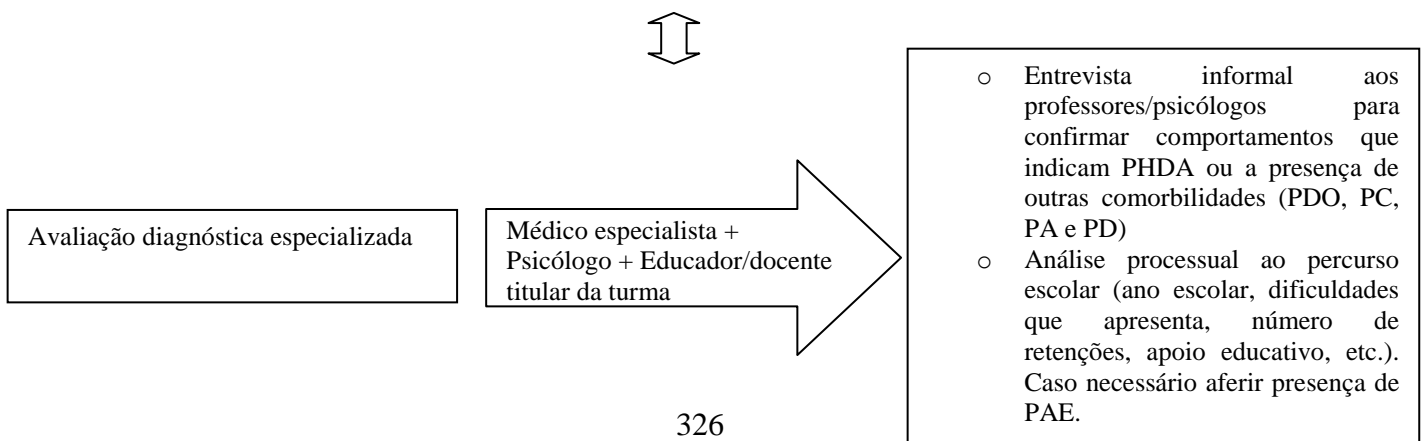 Avaliação diagnóstica especializada
Médico especialista +
Psicólogo + Educador/docente
titular da turma
o Entrevista informal aos
professores/psicólogos para
confirmar comportamentos que
indicam PHDA ou a presença de
outras comorbilidades (PDO, PC,
PA e PD)
o Análise processual ao percurso
escolar (ano escolar, dificuldades
que apresenta, número de
retenções, apoio educativo, etc.).
Caso necessário aferir presença de
PAE.
326